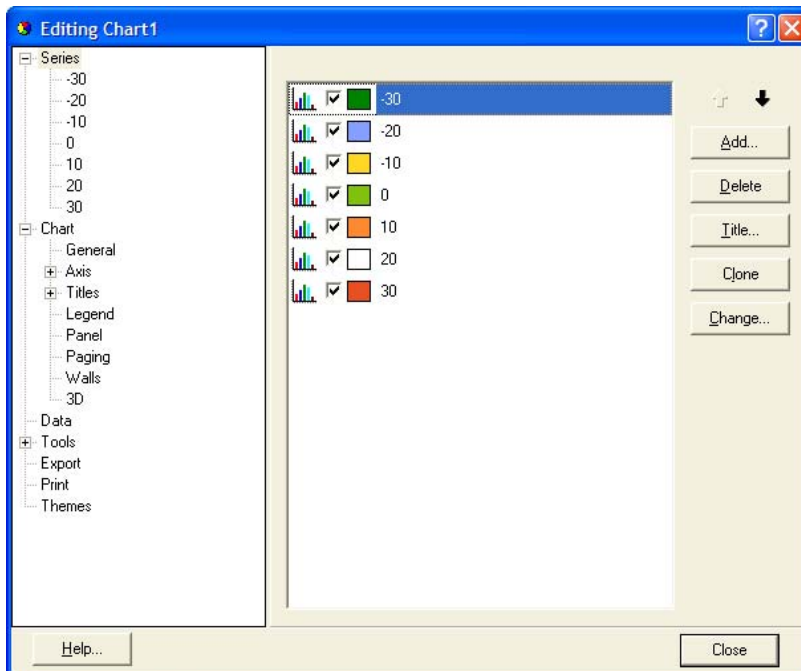 Editing Chart1
Series
-30
-20
-10
0
10
20
30
Chart
General
Axis
Titles
Legend
Panel
Paging
Walls
3D
Data
Tools
Export
Print
Themes
-30
-20
-10
0
10
20
30
Add...
Delete
Title...
Clone
Change...
Help...
Close